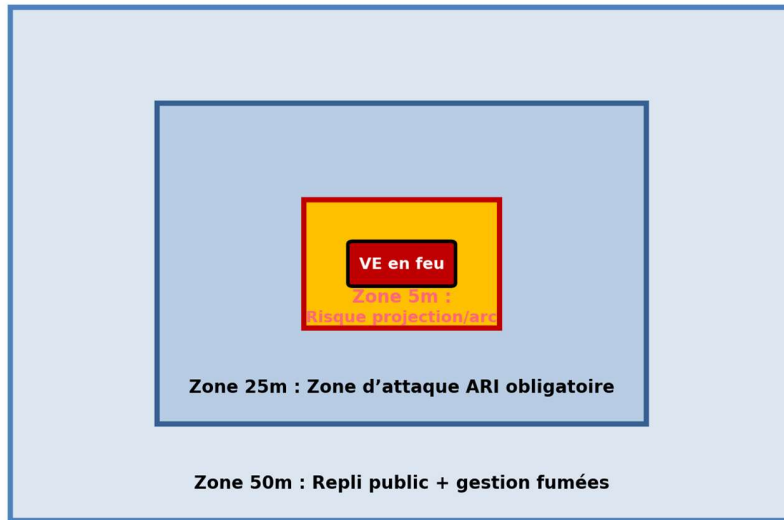 VE en feu
Zone 5m :
Risque projection/arc
Zone 25m : Zone d’attaque ARI obligatoire
Zone 50m : Repli public + gestion fumées